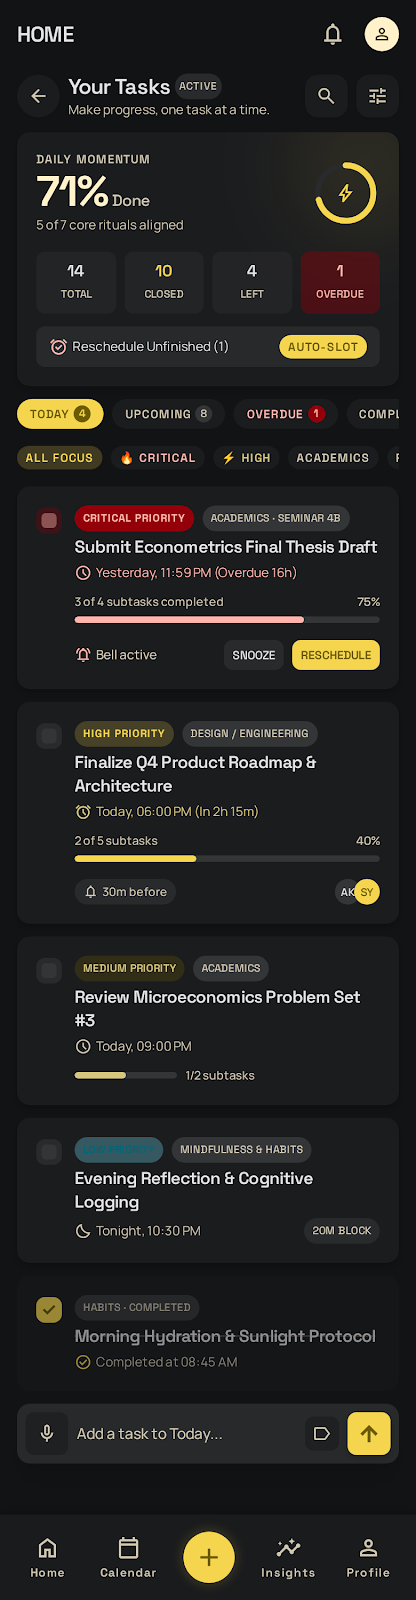 HOME
Your Tasks ACTIVE
Make progress, one task at a time.
DAILY MOMENTUM
71% Done
5 of 7 core rituals aligned
14 10 4 1
TOTAL CLOSED LEFT OVERDUE
Reschedule Unfinished (1) AUTO-SLOT
TODAY 4 UPCOMING 8 OVERDUE 1
ALL FOCUS 🔥 CRITICAL ⚡ HIGH ACADEMICS
CRITICAL PRIORITY ACADEMICS · SEMINAR 4B
Submit Econometrics Final Thesis Draft
Yesterday, 11:59 PM (Overdue 16h)
3 of 4 subtasks completed 75%
Bell active SNOOZE RESCHEDULE
HIGH PRIORITY DESIGN / ENGINEERING
Finalize Q4 Product Roadmap &
Architecture
Today, 06:00 PM (In 2h 15m)
2 of 5 subtasks 40%
30m before AK SY
MEDIUM PRIORITY ACADEMICS
Review Microeconomics Problem Set
#3
Today, 09:00 PM
1/2 subtasks
LOW PRIORITY MINDFULNESS & HABITS
Evening Reflection & Cognitive
Logging
Tonight, 10:30 PM 20M BLOCK
HABITS · COMPLETED
Morning Hydration & Sunlight Protocol
Completed at 08:45 AM
Add a task to Today...
Home Calendar Insights Profile